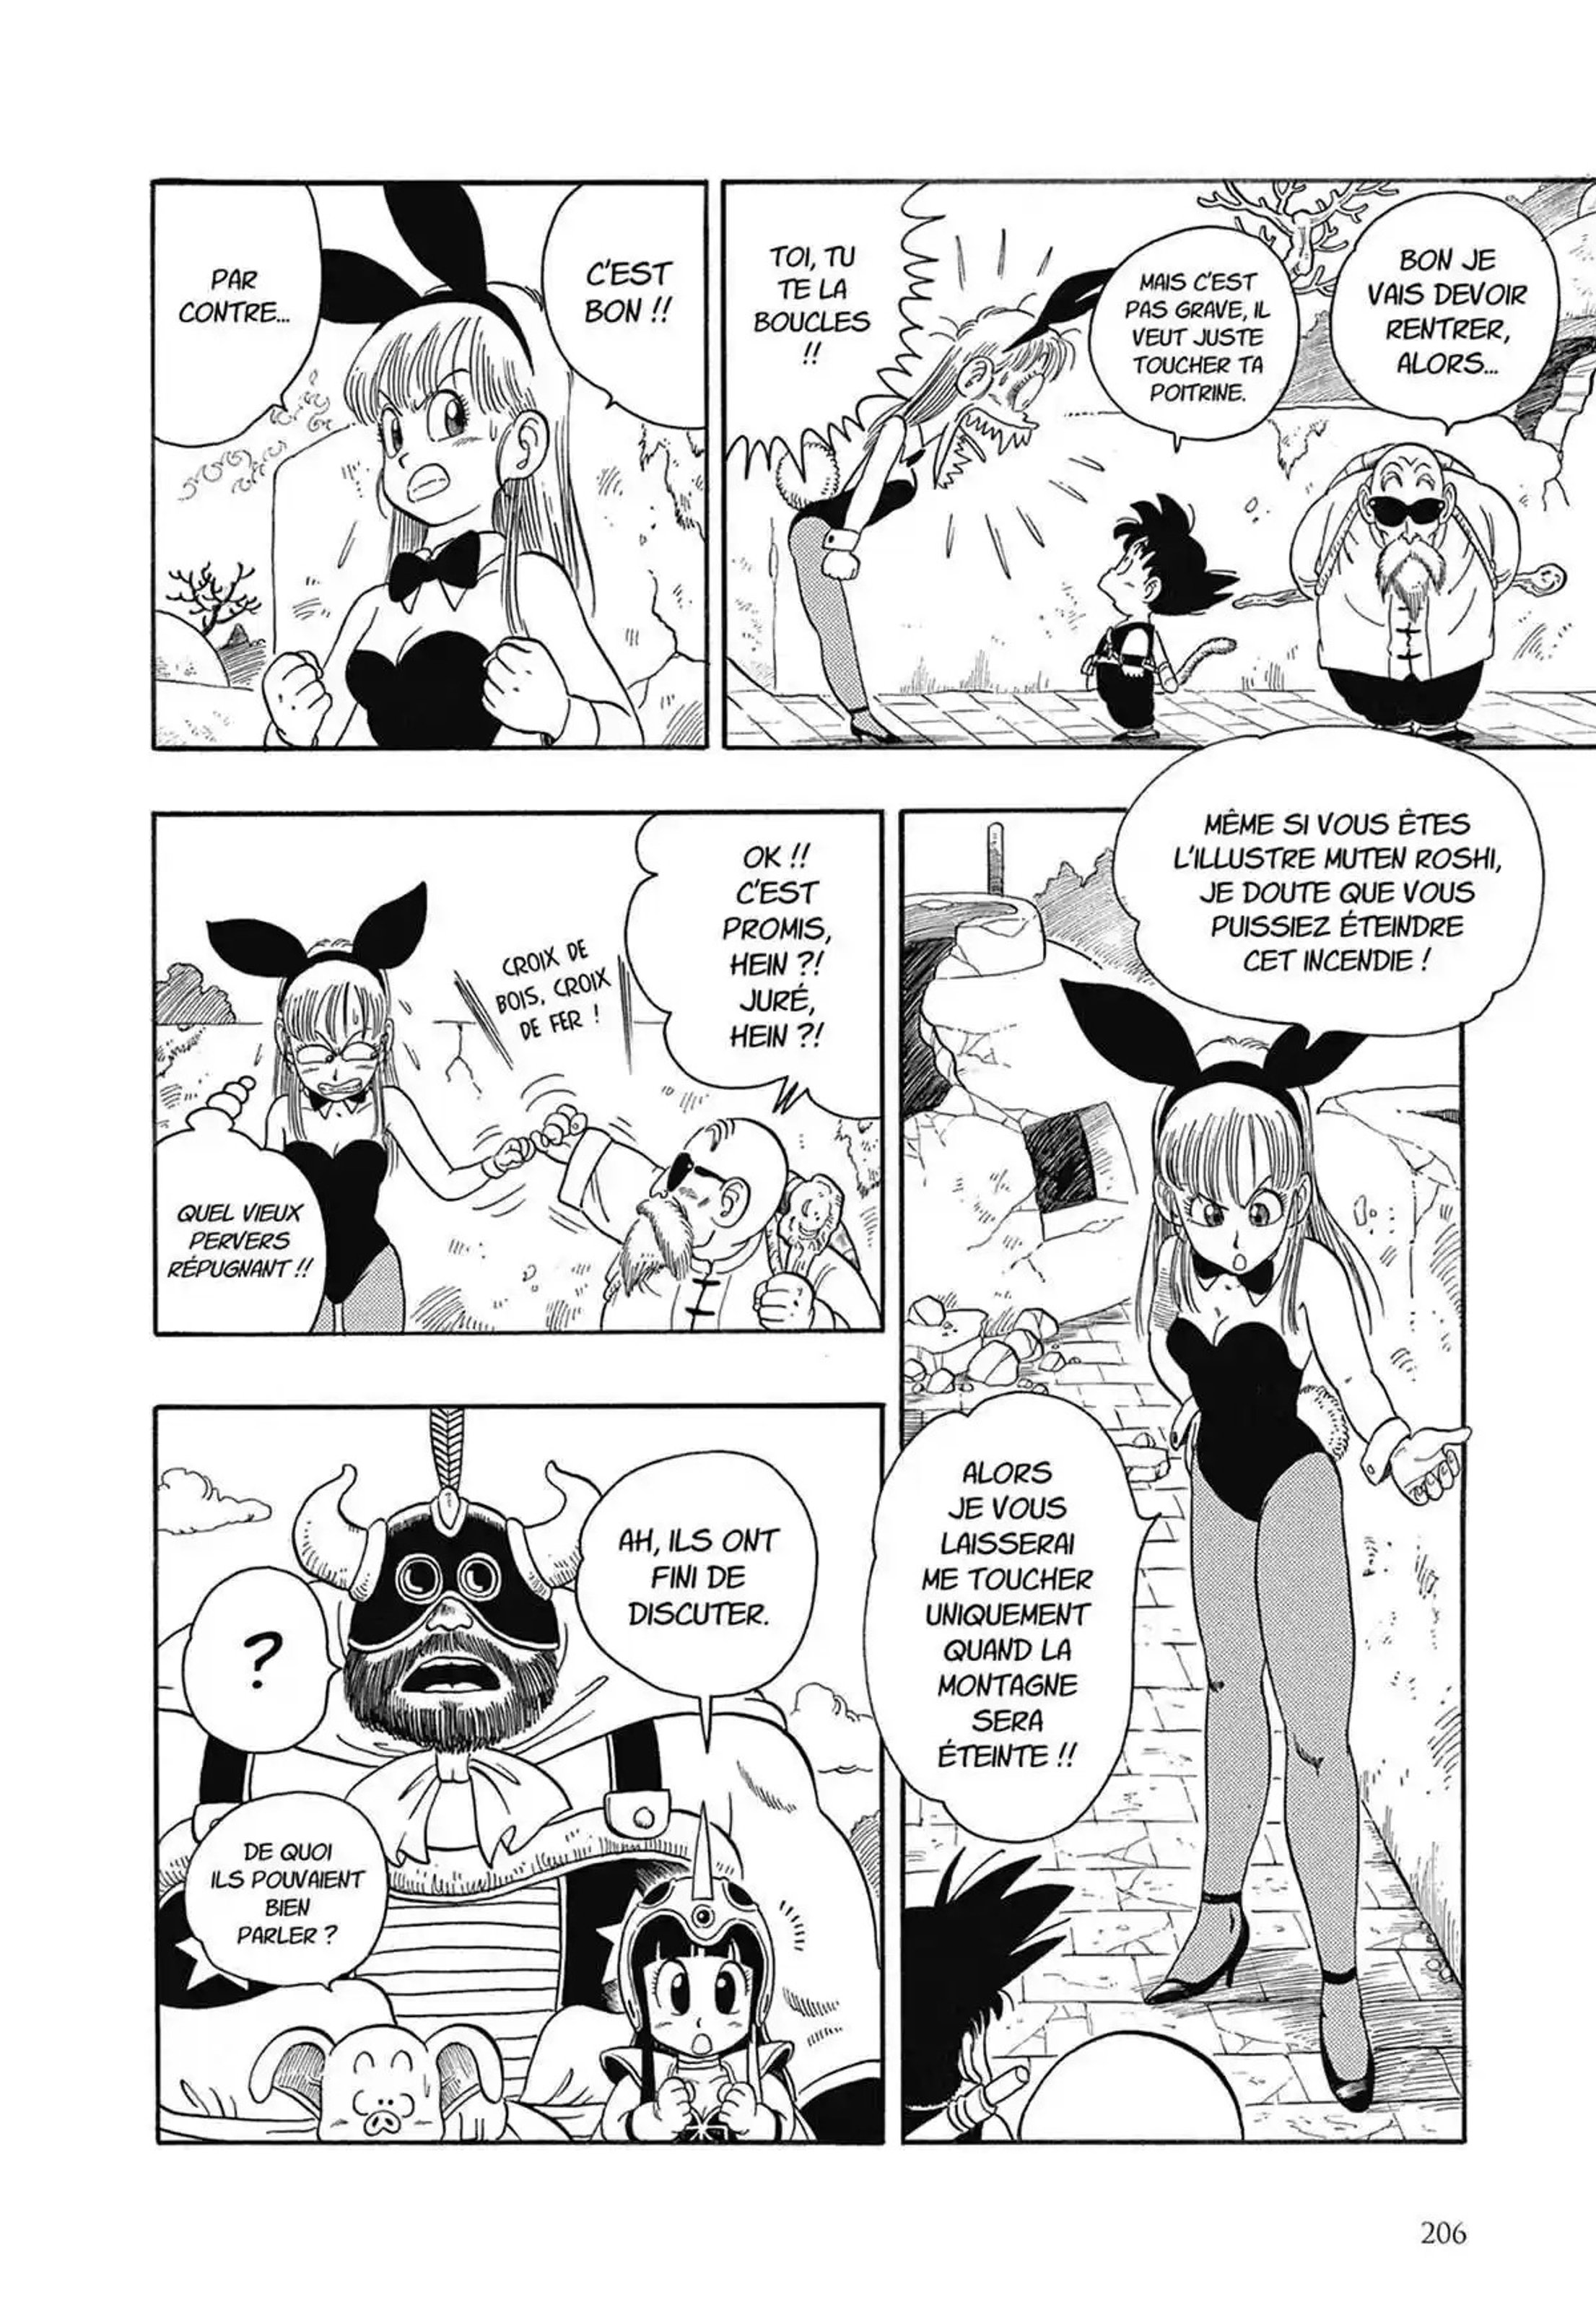 BON JE
VAIS DEVOIR
RENTRER,
ALORS...
MAIS C'EST
PAS GRAVE, IL
VEUT JUSTE
TOUCHER TA
POITRINE.
TOI, TU
TE LA
BOUCLES
!!
C'EST
BON !!
PAR
CONTRE...
MÊME SI VOUS ÊTES
L'ILLUSTRE MUTEN ROSHI,
JE DOUTE QUE VOUS
PUISSIEZ ÉTEINDRE
CET INCENDIE !
ALORS
JE VOUS
LAISSERAI
ME TOUCHER
UNIQUEMENT
QUAND LA
MONTAGNE
SERA
ÉTEINTE !!
OK !!
C'EST
PROMIS,
HEIN ?!
JURÉ,
HEIN ?!
CROIX DE
BOIS, CROIX
DE FER !
QUEL VIEUX
PERVERS
RÉPUGNANT !!
AH, ILS ONT
FINI DE
DISCUTER.
?
DE QUOI
ILS POUVAIENT
BIEN
PARLER ?
206